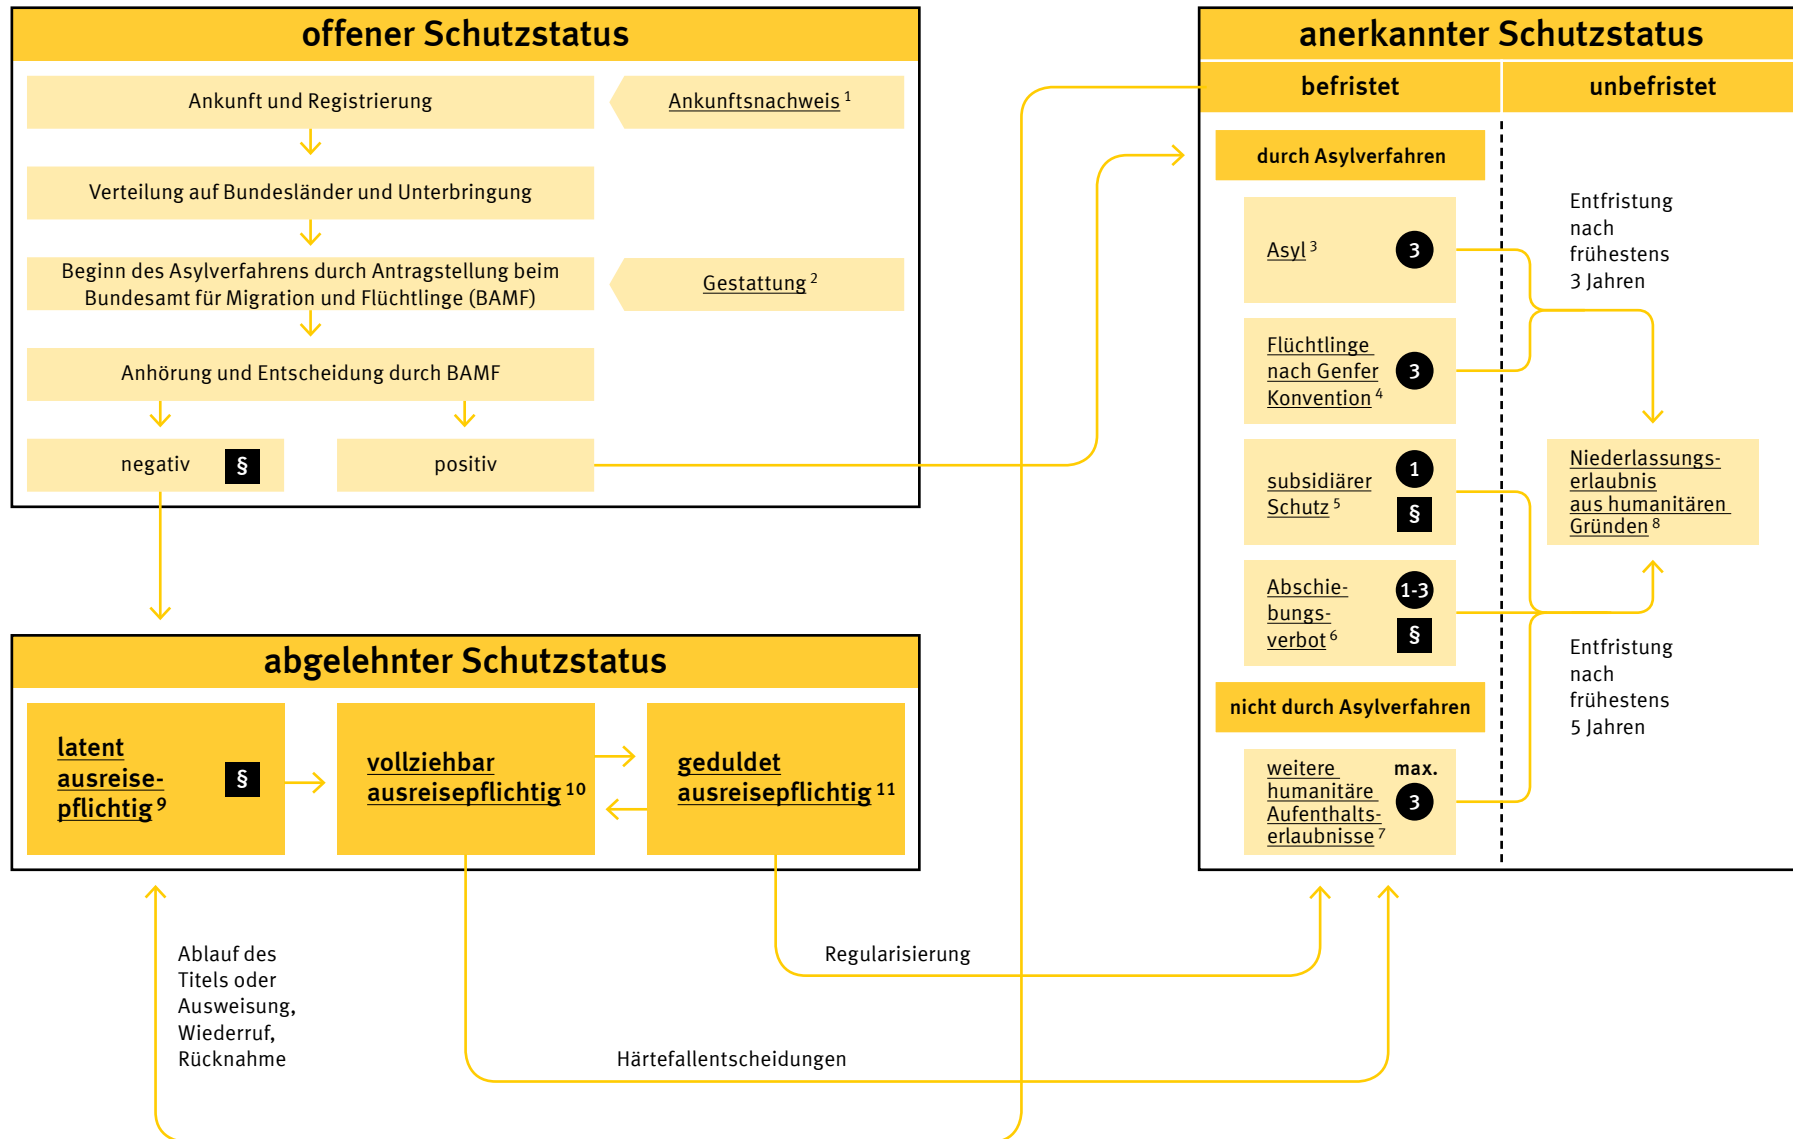 offener Schutzstatus
Ankunft und Registrierung
Ankunftsnachweis 1
Verteilung auf Bundesländer und Unterbringung
Beginn des Asylverfahrens durch Antragstellung beim
Bundesamt für Migration und Flüchtlinge (BAMF)
Gestattung 2
Anhörung und Entscheidung durch BAMF
negativ §
positiv
anerkannter Schutzstatus
befristet
unbefristet
durch Asylverfahren
Asyl 3
3
Flüchtlinge
nach Genfer
Konvention 4
3
subsidiärer
Schutz 5
1
§
Abschie-
bungs-
verbot 6
1-3
§
nicht durch Asylverfahren
weitere
humanitäre
Aufenthalts-
erlaubnisse 7
max.
3
Entfristung
nach
frühestens
3 Jahren
Niederlassungs-
erlaubnis
aus humanitären
Gründen 8
Entfristung
nach
frühestens
5 Jahren
abgelehnter Schutzstatus
latent
ausreise-
pflichtig 9
§
vollziehbar
ausreisepflichtig 10
geduldet
ausreisepflichtig 11
Ablauf des
Titels oder
Ausweisung,
Wiederruf,
Rücknahme
Regularisierung
Härtefallentscheidungen